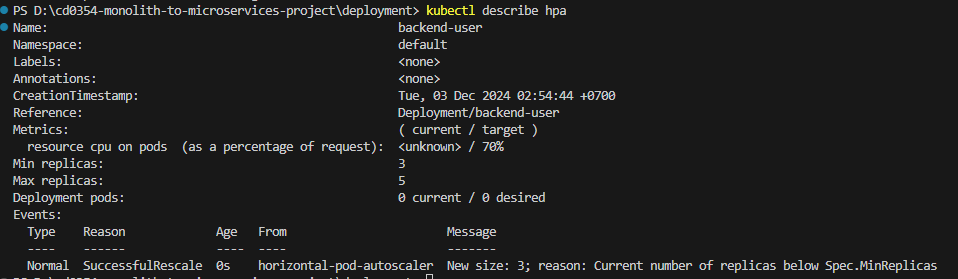 PS D:\cd0354-monolith-to-microservices-project\deployment> kubectl describe hpa
Name: backend-user
Namespace: default
Labels: <none>
Annotations: <none>
CreationTimestamp: Tue, 03 Dec 2024 02:54:44 +0700
Reference: Deployment/backend-user
Metrics: ( current / target )
resource cpu on pods (as a percentage of request): <unknown> / 70%
Min replicas: 3
Max replicas: 5
Deployment pods: 0 current / 0 desired
Events:
Type Reason Age From Message
---- ------ ---- ---- -------
Normal SuccessfulRescale 0s horizontal-pod-autoscaler New size: 3; reason: Current number of replicas below Spec.MinReplicas